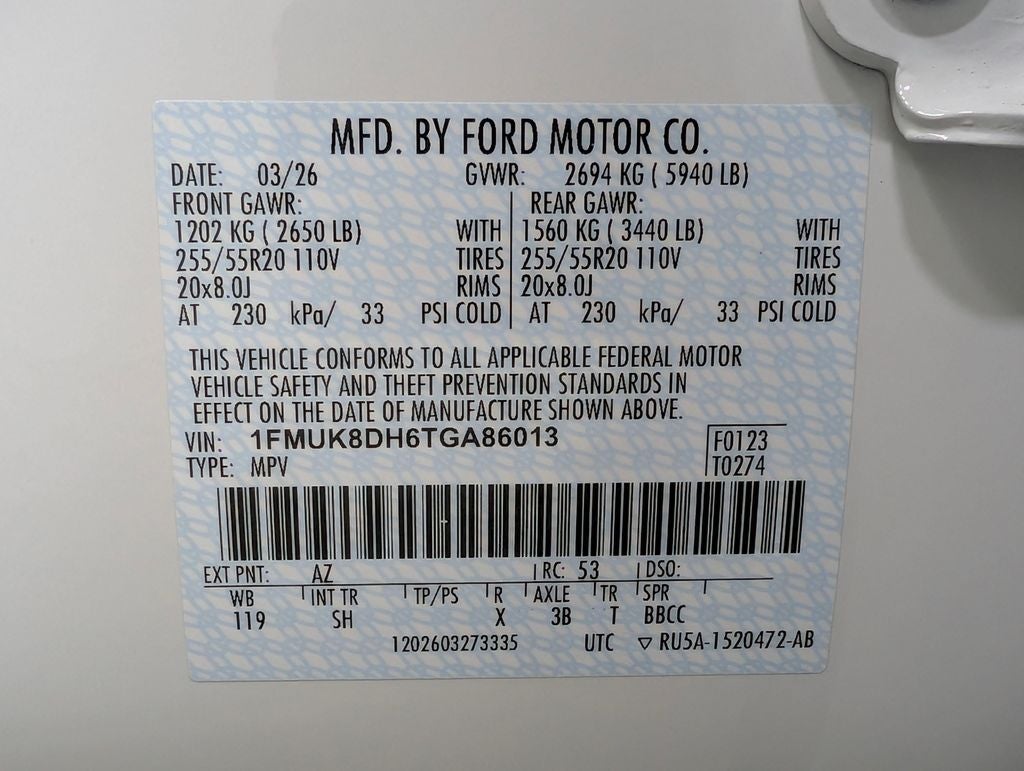 MFD. BY FORD MOTOR CO.
DATE: 03/26 GVWR: 2694 KG ( 5940 LB)
FRONT GAWR: REAR GAWR:
1202 KG ( 2650 LB) WITH 1560 KG ( 3440 LB) WITH
255/55R20 110V TIRES 255/55R20 110V TIRES
20x8.0J RIMS 20x8.0J RIMS
AT 230 kPa/ 33 PSI COLD AT 230 kPa/ 33 PSI COLD
THIS VEHICLE CONFORMS TO ALL APPLICABLE FEDERAL MOTOR
VEHICLE SAFETY AND THEFT PREVENTION STANDARDS IN
EFFECT ON THE DATE OF MANUFACTURE SHOWN ABOVE.
VIN: 1FMUK8DH6TGA86013 F0123
TYPE: MPV T0274
EXT PNT: AZ RC: 53 DSO:
WB INT TR TP/PS R AXLE TR SPR
119 SH X 3B T BBCC
1202603273335 UTC ▽ RU5A-1520472-AB